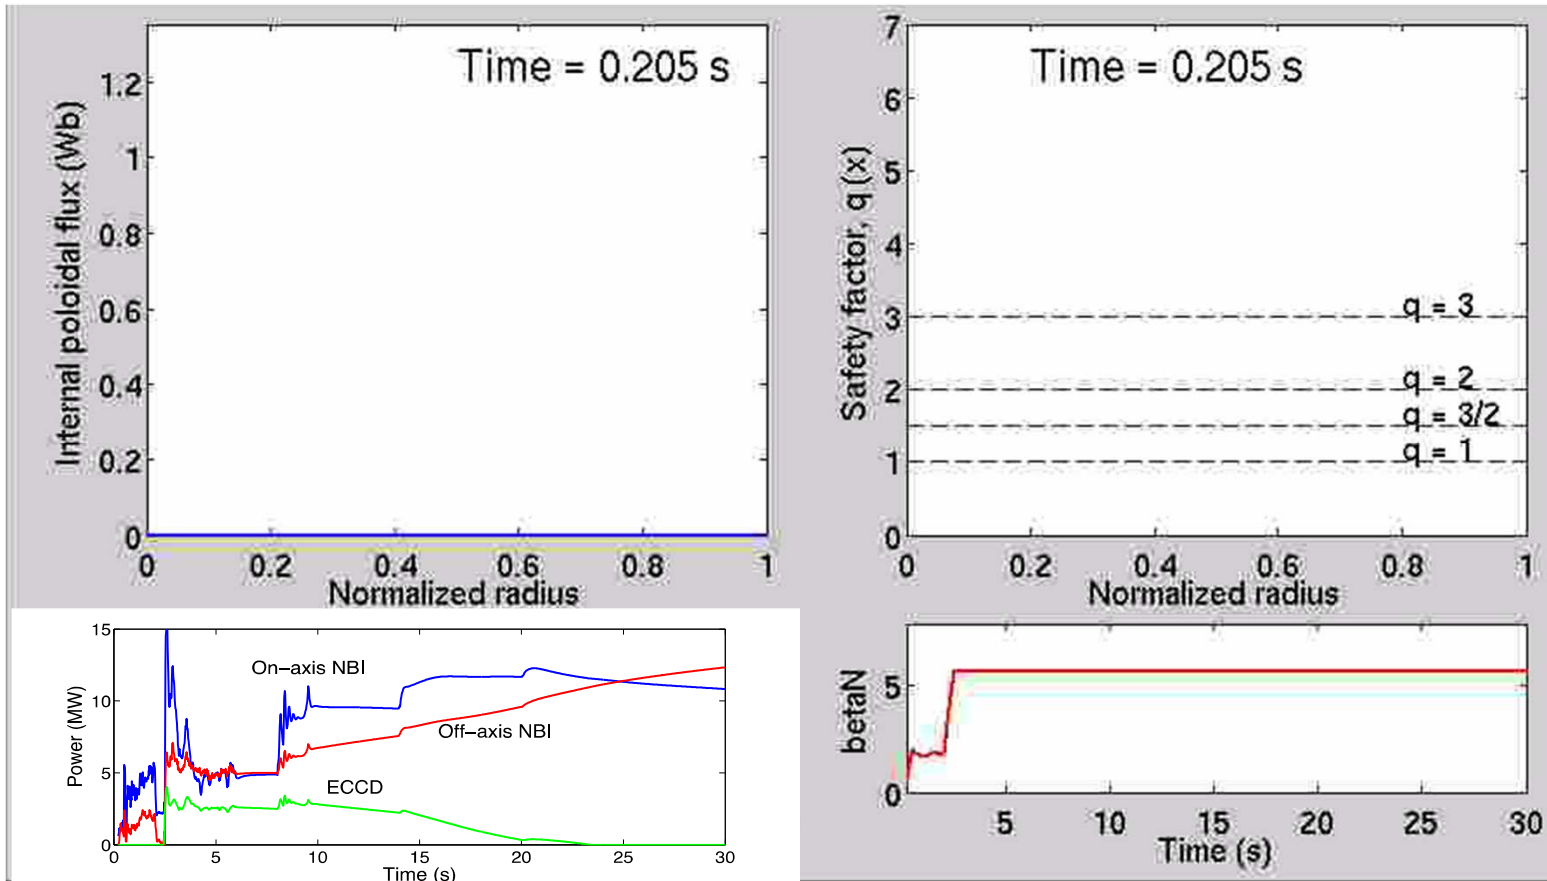 Time = 0.205 s
Internal poloidal flux (Wb)
1.2
1
0.8
0.6
0.4
0.2
0
0 0.2 0.4 0.6 0.8 1
Normalized radius
Time = 0.205 s
Safety factor, q (x)
7
6
5
4
3
2
1
0
q = 3
q = 2
q = 3/2
q = 1
0 0.2 0.4 0.6 0.8 1
Normalized radius
Power (MW)
15
10
5
0
On−axis NBI
Off−axis NBI
ECCD
0 5 10 15 20 25 30
Time (s)
betaN
5
0
5 10 15 20 25 30
Time (s)